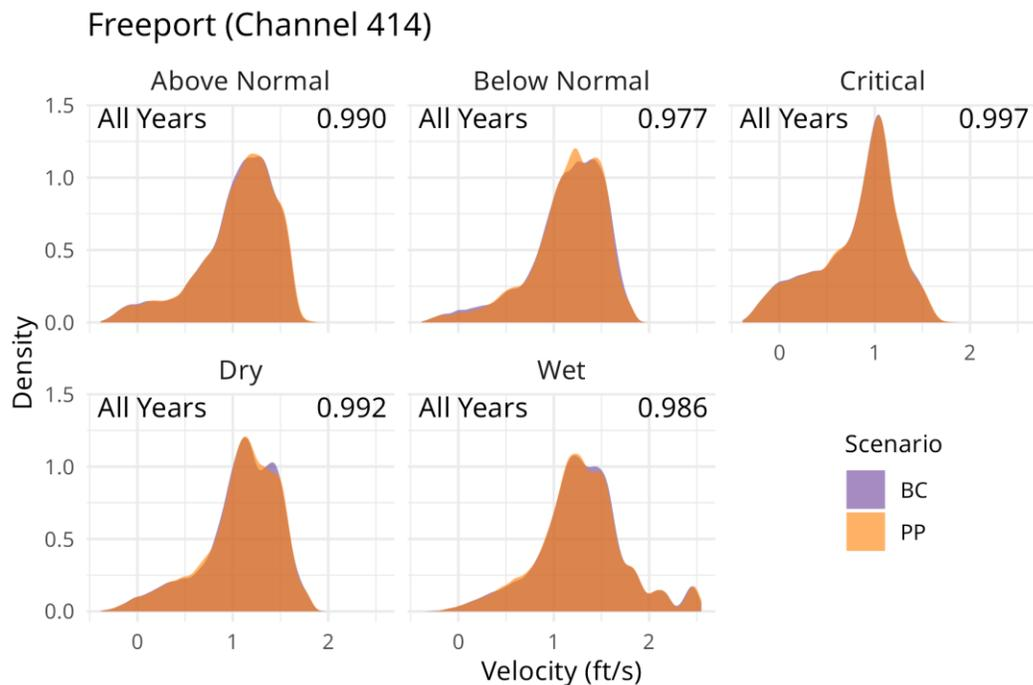 Freeport (Channel 414)
Above Normal
Below Normal
Critical
All Years 0.990
All Years 0.977
All Years 0.997
1.5
1.0
0.5
0.0
0 1 2
Density
Dry
Wet
All Years 0.992
All Years 0.986
1.5
1.0
0.5
0.0
0 1 2
0 1 2
Velocity (ft/s)
Scenario
BC
PP